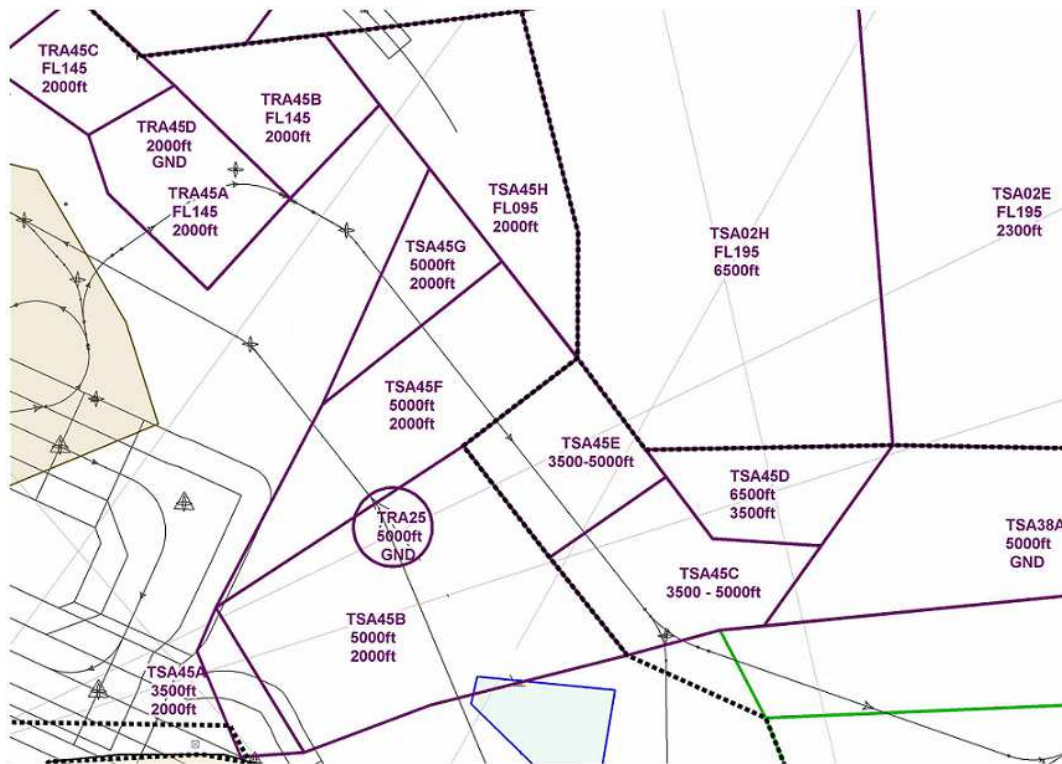 TRA45C
FL145
2000ft
TRA45B
FL145
2000ft
TRA45D
2000ft
GND
TRA45A
FL145
2000ft
TSA45H
FL095
2000ft
TSA02E
FL195
2300ft
TSA02H
FL195
6500ft
TSA45G
5000ft
2000ft
TSA45F
5000ft
2000ft
TSA45E
3500-5000ft
TSA45D
6500ft
3500ft
TRA25
5000ft
GND
TSA38A
5000ft
GND
TSA45C
3500 - 5000ft
TSA45B
5000ft
2000ft
TSA45A
3500ft
2000ft